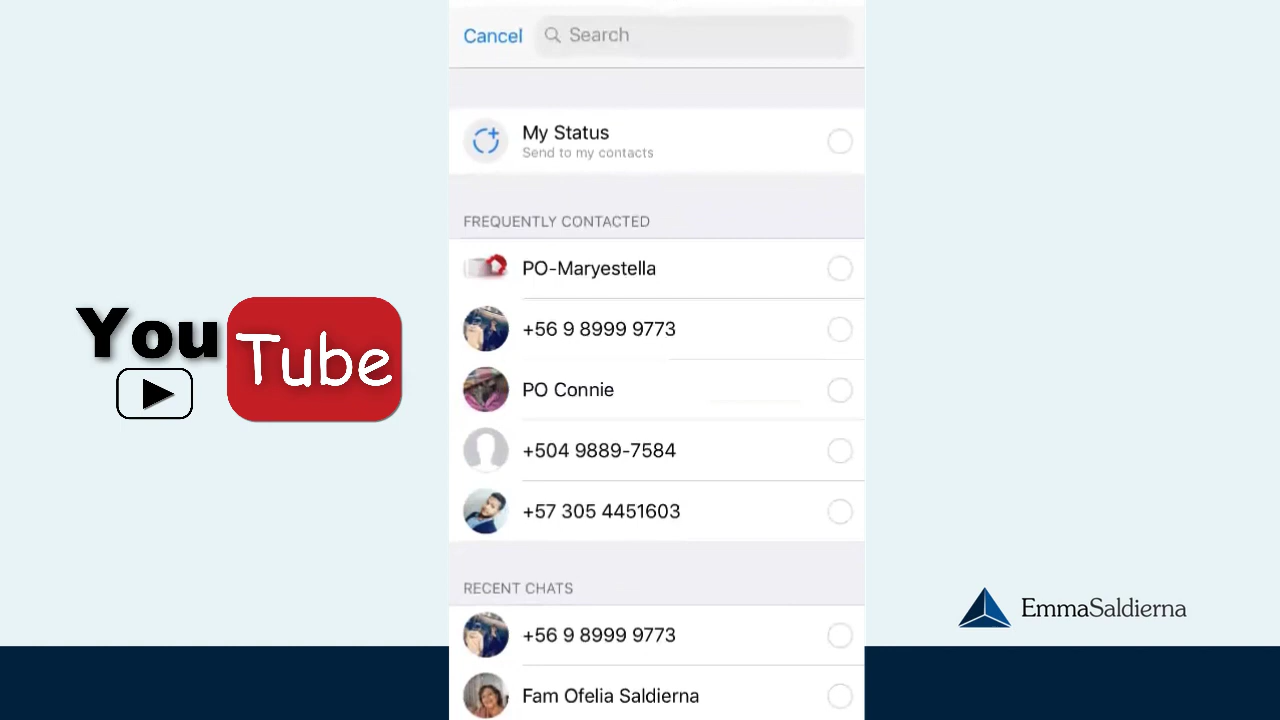 Cancel
Search
My Status
Send to my contacts
FREQUENTLY CONTACTED
PO-Maryestella
+56 9 8999 9773
PO Connie
+504 9889-7584
+57 305 4451603
RECENT CHATS
+56 9 8999 9773
Fam Ofelia Saldierna
You
Tube
EmmaSaldierna